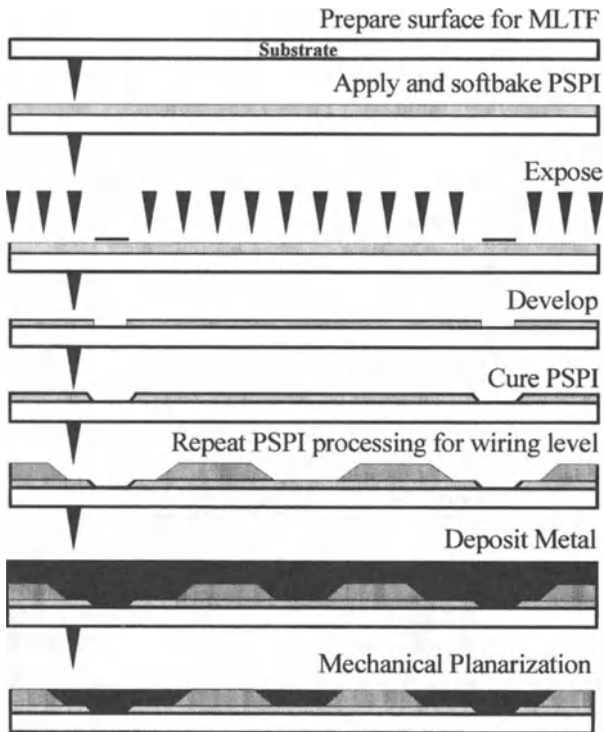 Prepare surface for MLTF
Substrate
Apply and softbake PSPI
Expose
Develop
Cure PSPI
Repeat PSPI processing for wiring level
Deposit Metal
Mechanical Planarization